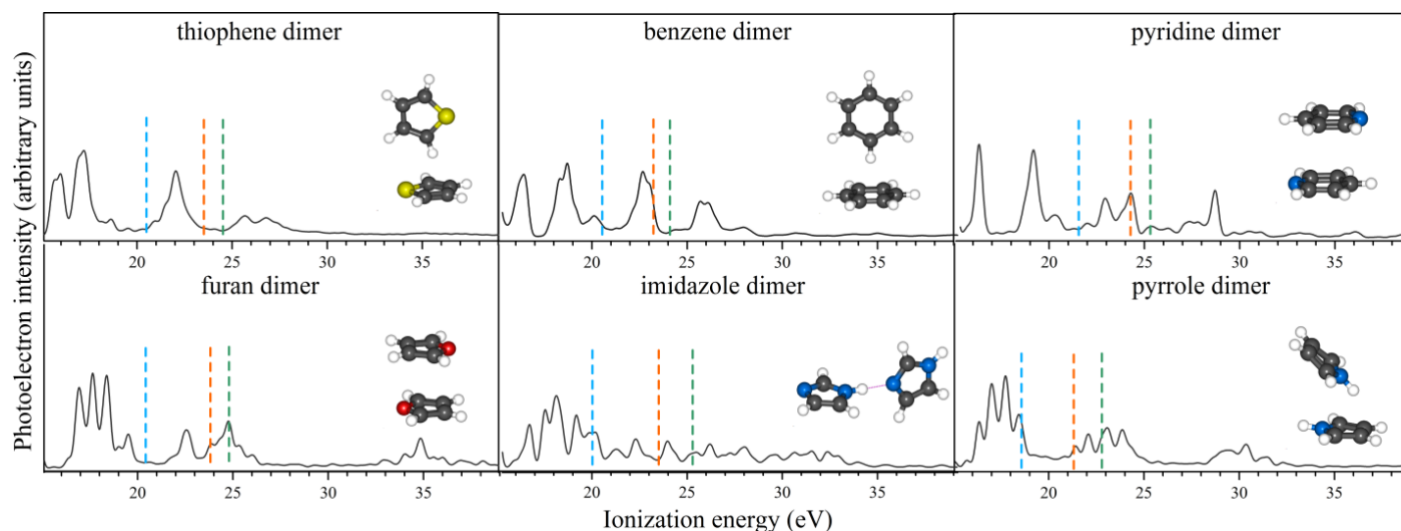 thiophene dimer
benzene dimer
pyridine dimer
20 25 30 35
20 25 30 35
20 25 30 35
furan dimer
imidazole dimer
pyrrole dimer
20 25 30 35
20 25 30 35
20 25 30 35
Photoelectron intensity (arbitrary units)
Ionization energy (eV)